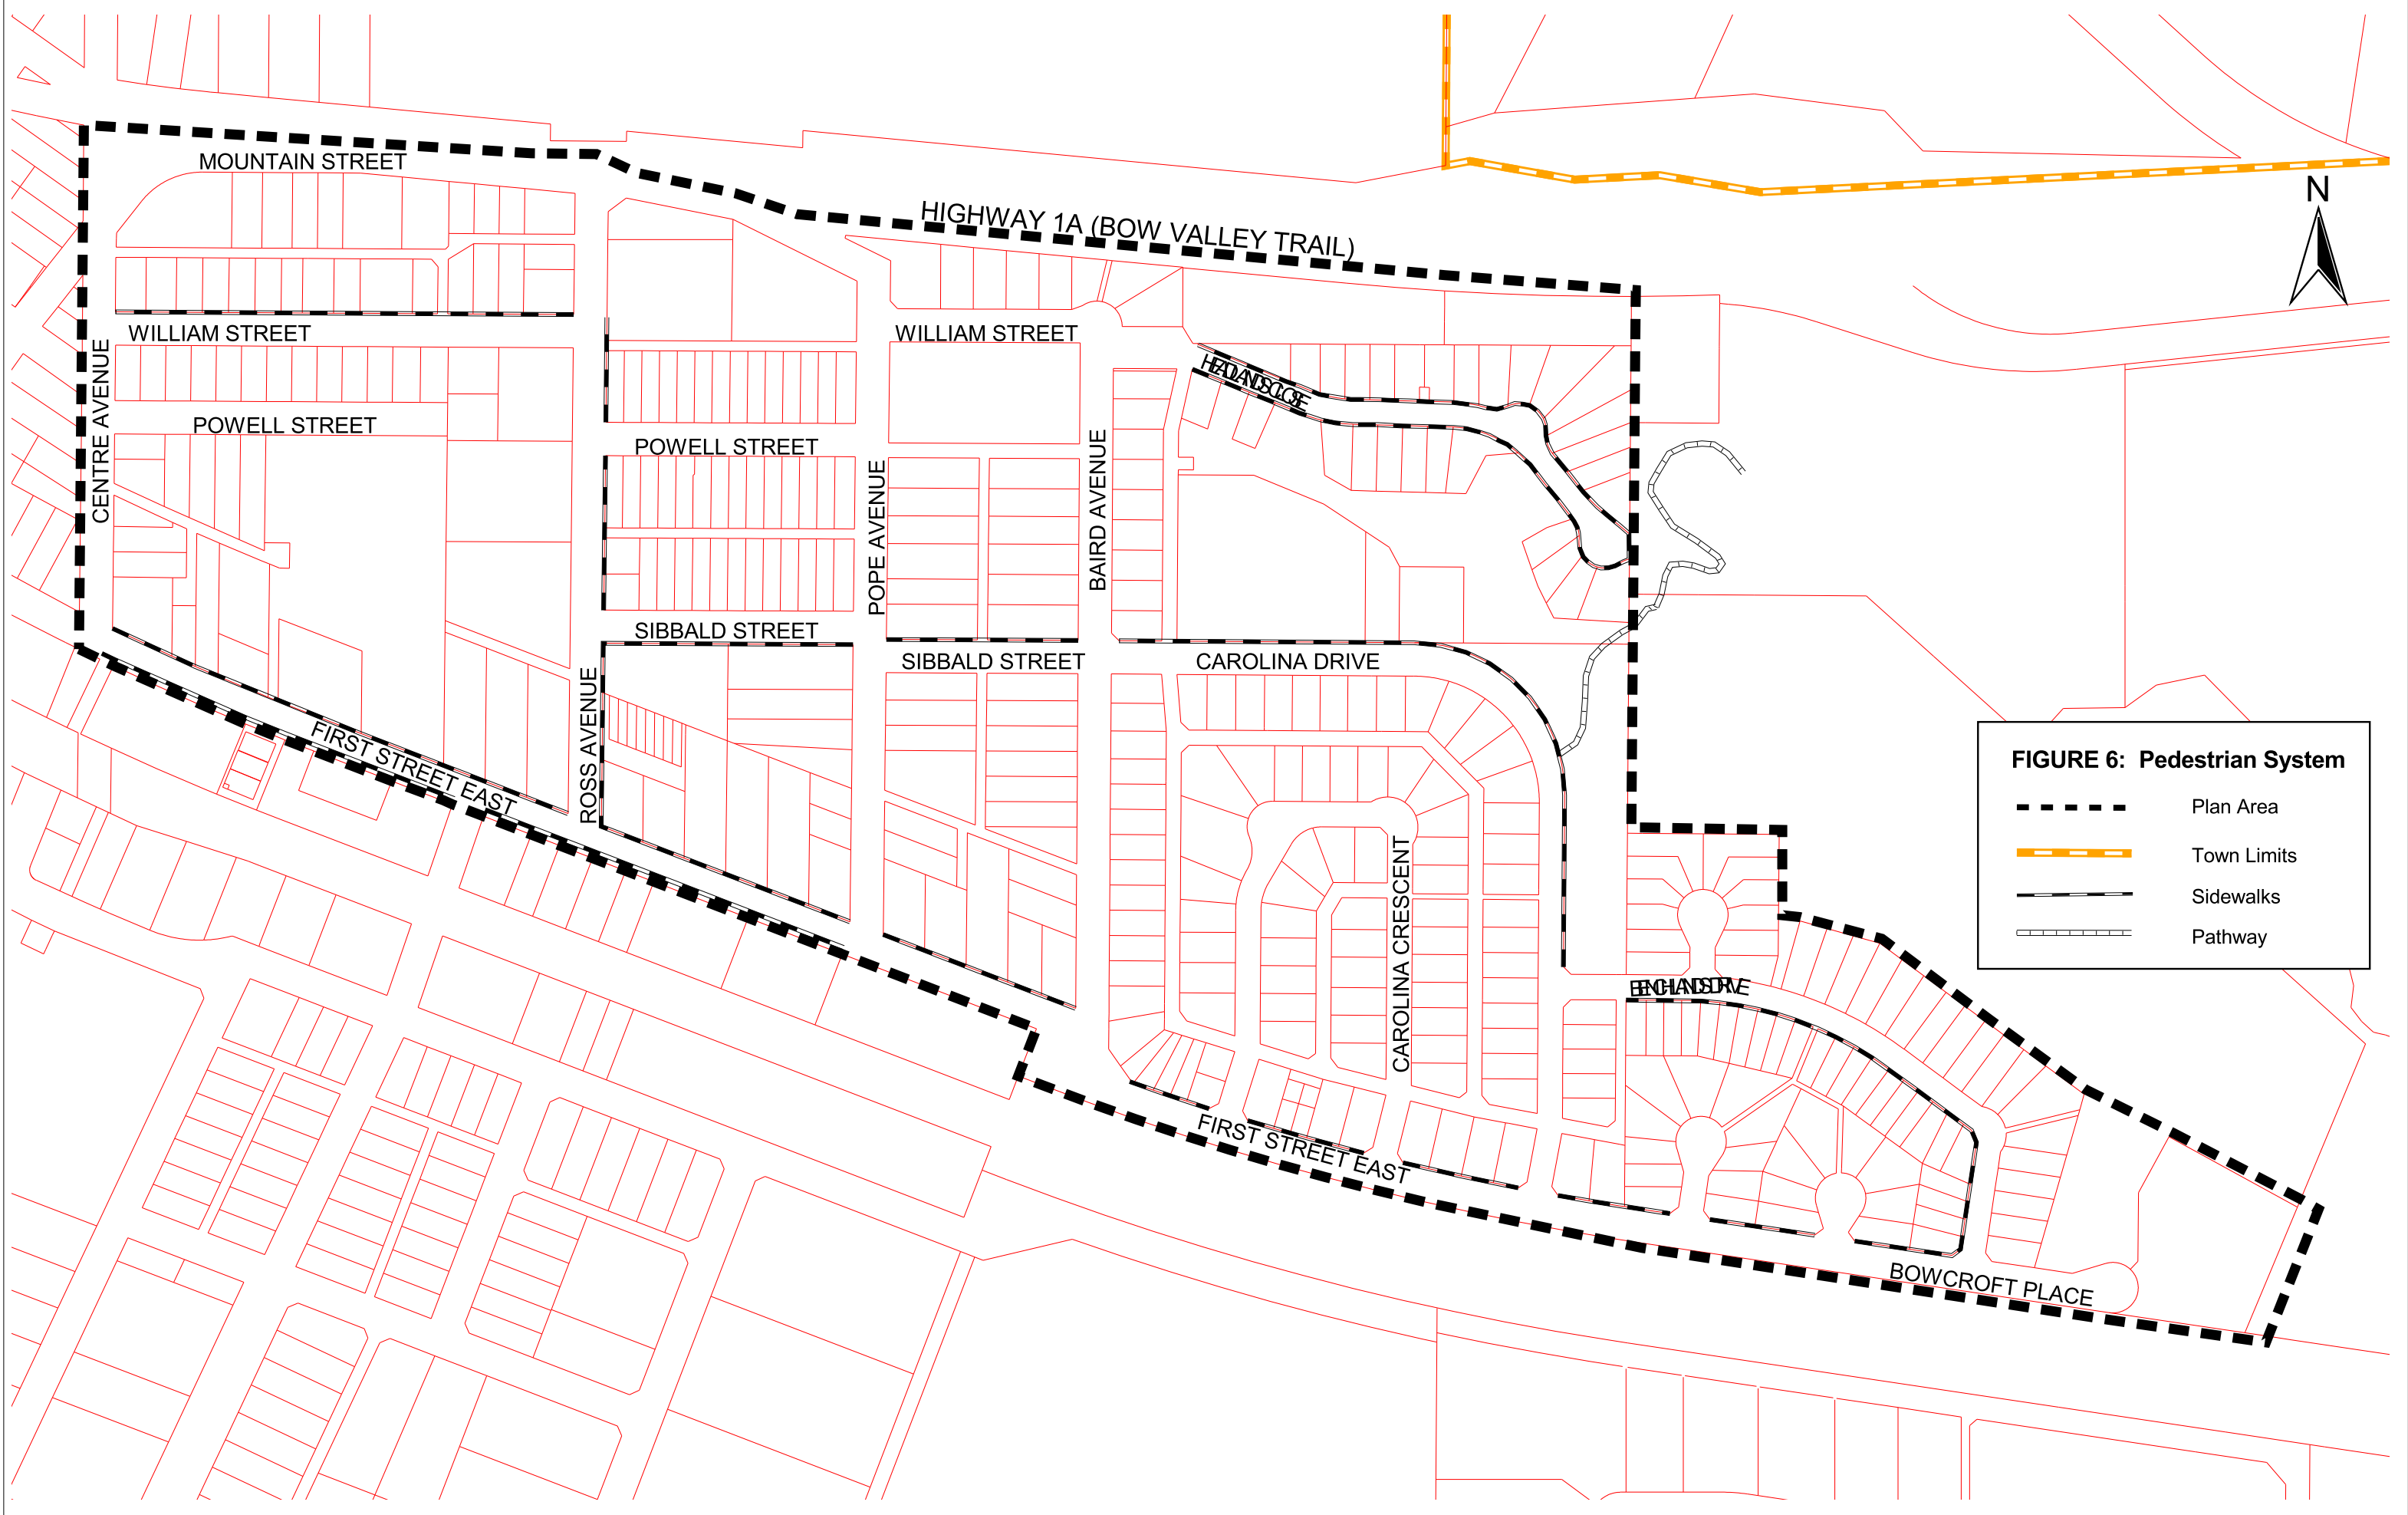 MOUNTAIN STREET
N
HIGHWAY 1A (BOW VALLEY TRAIL)
WILLIAM STREET
WILLIAM STREET
CENTRE AVENUE
POWELL STREET
POWELL STREET
POPE AVENUE
BAIRD AVENUE
SIBBALD STREET
SIBBALD STREET
CAROLINA DRIVE
ROSS AVENUE
FIRST STREET EAST
CAROLINA CRESCENT
FIRST STREET EAST
BOWCROFT PLACE
FIGURE 6: Pedestrian System
Plan Area
Town Limits
Sidewalks
Pathway